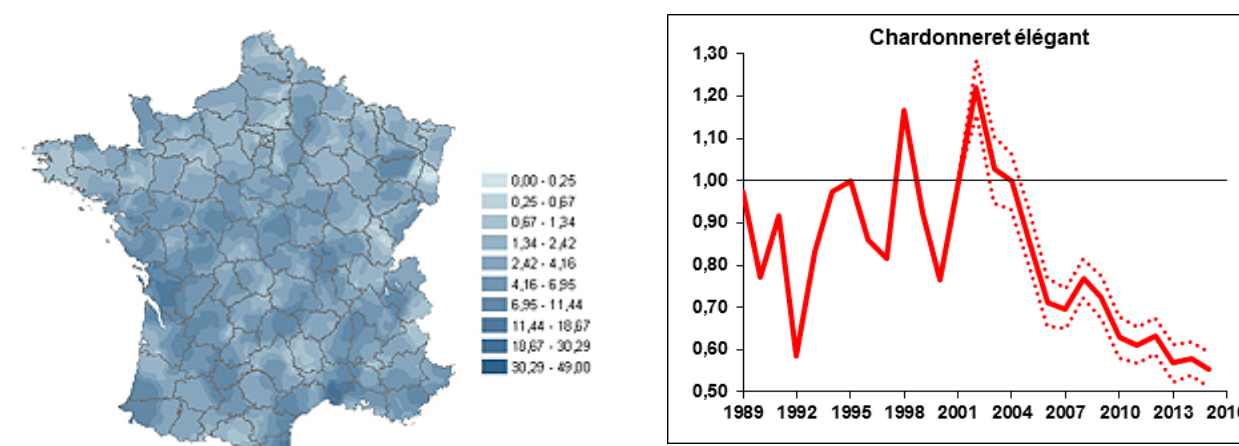 0,00 - 0,25
0,25 - 0,67
0,67 - 1,34
1,34 - 2,42
2,42 - 4,16
4,16 - 6,95
6,95 - 11,44
11,44 - 18,67
18,67 - 30,29
30,29 - 49,00
Chardonneret élégant
1,30
1,20
1,10
1,00
0,90
0,80
0,70
0,60
0,50
1989 1992 1995 1998 2001 2004 2007 2010 2013 2016